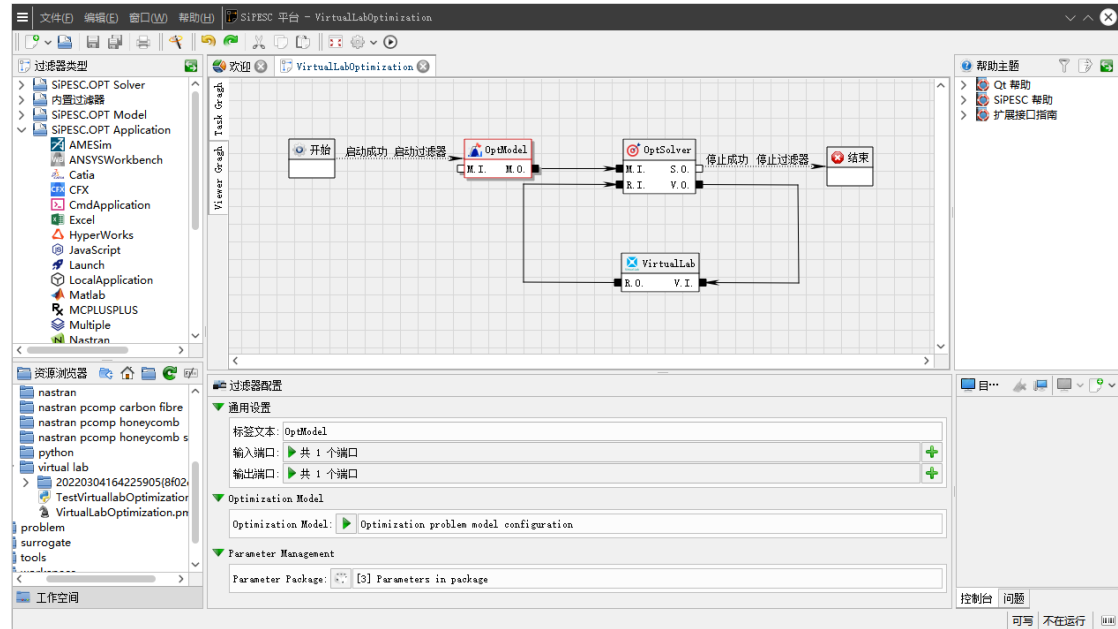 文件(F) 编辑(E) 窗口(W) 帮助(H) SiPESC 平台 - VirtualLabOptimization
过滤器类型
SiPESC.OPT Solver
内置过滤器
SiPESC.OPT Model
SiPESC.OPT Application
AMESim
ANSYSWorkbench
Catia
CFX
CmdApplication
Excel
HyperWorks
JavaScript
Launch
LocalApplication
Matlab
MCPLUSPLUS
Multiple
Nastran
欢迎 VirtualLabOptimization
Task Gragh
Viewer Gragh
开始
启动成功 启动过滤器
OptModel
M.I. M.O.
OptSolver
M.I. S.O.
R.I. V.O.
停止成功 停止过滤器
结束
VirtualLab
R.O. V.I.
帮助主题
Qt 帮助
SiPESC 帮助
扩展接口指南
资源浏览器
nastran
nastran pcomp carbon fibre
nastran pcomp honeycomb
nastran pcomp honeycomb s
python
virtual lab
20220304164225905{8f02
TestVirtuallabOptimization
VirtualLabOptimization.pm
problem
surrogate
tools
工作空间
过滤器配置
通用设置
标签文本: OptModel
输入端口: 共 1 个端口
输出端口: 共 1 个端口
Optimization Model
Optimization Model: Optimization problem model configuration
Parameter Management
Parameter Package: [3] Parameters in package
目…
控制台 问题
可写 不在运行